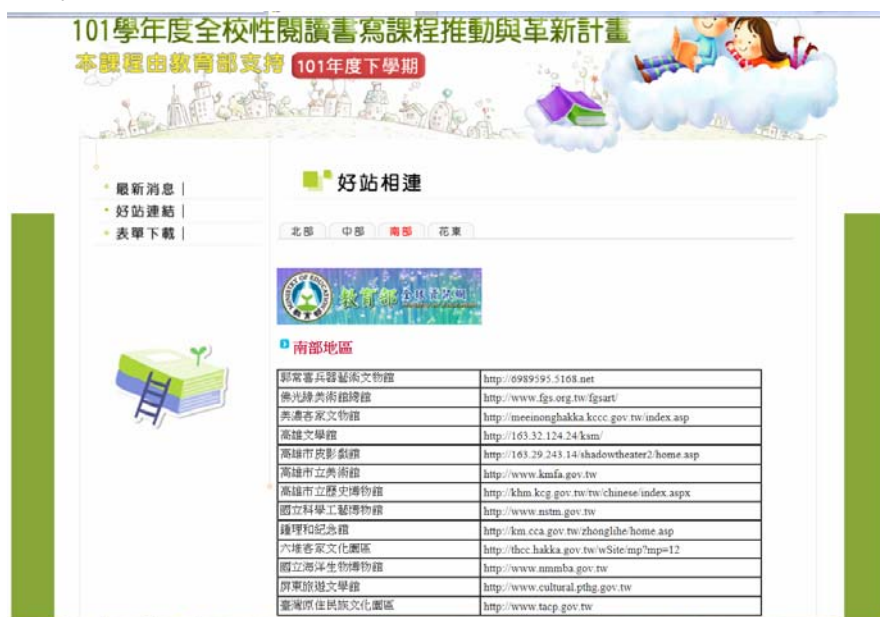 101學年度全校性閱讀書寫課程推動與革新計畫
本課程由教育部支持 101年度下學期
好站相連
最新消息|
好站連結|
表單下載|
北部 中部 南部 花東
MINISTRY OF EDUCATION
教育部 全球資訊網
南部地區
郭常喜兵器藝術文物館 http://6989595.5168.net
佛光緣美術館總館 http://www.fgs.org.tw/fgsart/
美濃客家文物館 http://meeinonghakka.kccc.gov.tw/index.asp
高雄文學館 http://163.32.124.24/ksm/
高雄市皮影戲館 http://163.29.243.14/shadowtheater2/home.asp
高雄市立美術館 http://www.kmfa.gov.tw
高雄市立歷史博物館 http://khm.kcg.gov.tw/tw/chinese/index.aspx
國立科學工藝博物館 http://www.nstm.gov.tw
鍾理和紀念館 http://km.cca.gov.tw/zhonglihe/home.asp
六堆客家文化園區 http://thcc.hakka.gov.tw/wSite/mp?mp=12
國立海洋生物博物館 http://www.nmmba.gov.tw
屏東旅遊文學館 http://www.cultural.pthg.gov.tw
臺灣原住民族文化園區 http://www.tacp.gov.tw